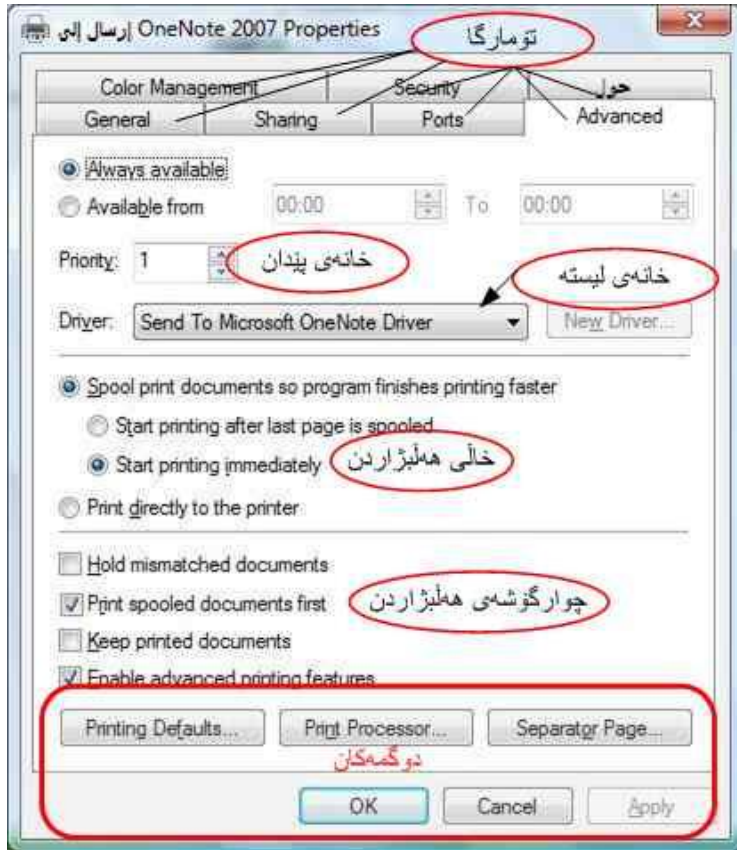 إرسال إلى OneNote 2007 Properties
تۆمارگا
Color Management Security حول
General Sharing Ports Advanced
Always available
Available from 00:00 To 00:00
Priority: 1 خانەی پێدان
خانەی لیستە
Driver: Send To Microsoft OneNote Driver New Driver...
Spool print documents so program finishes printing faster
Start printing after last page is spooled
Start printing immediately خاڵی هەڵبژاردن
Print directly to the printer
Hold mismatched documents
Print spooled documents first چوارگۆشەی هەڵبژاردن
Keep printed documents
Enable advanced printing features
Printing Defaults... Print Processor... Separator Page...
دوگمەکان
OK Cancel Apply